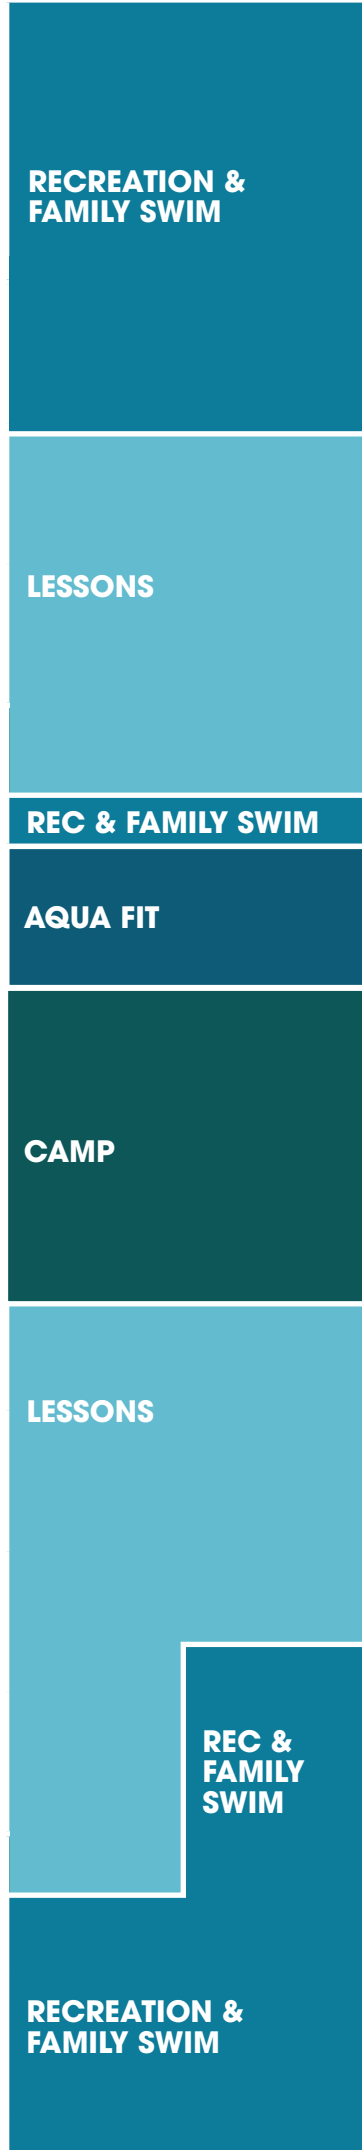 RECREATION &
FAMILY SWIM
LESSONS
REC & FAMILY SWIM
AQUA FIT
CAMP
LESSONS
REC &
FAMILY
SWIM
RECREATION &
FAMILY SWIM